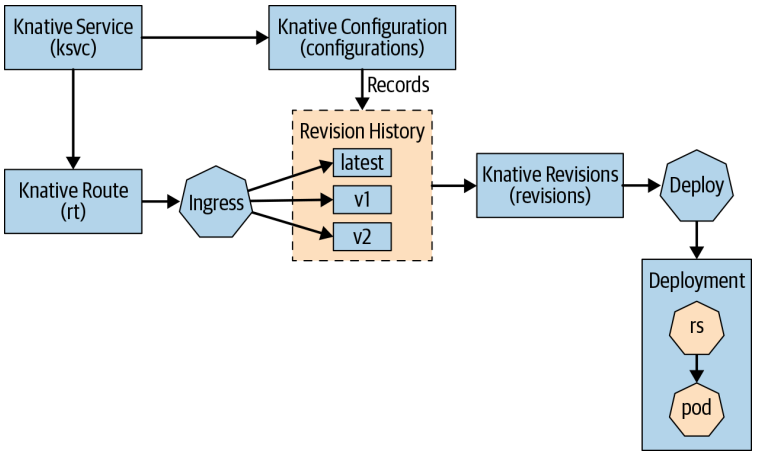 Knative Service
(ksvc)
Knative Configuration
(configurations)
Records
Revision History
latest
v1
v2
Knative Route
(rt)
Ingress
Knative Revisions
(revisions)
Deploy
Deployment
rs
pod